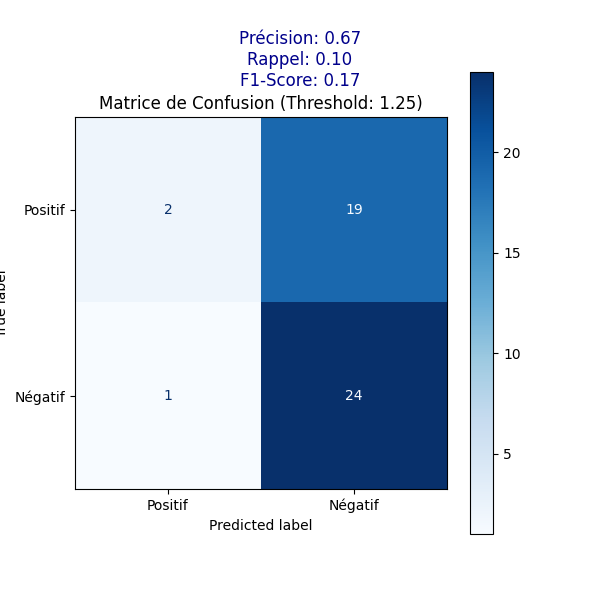 Précision: 0.67
Rappel: 0.10
F1-Score: 0.17
Matrice de Confusion (Threshold: 1.25)
Positif
2
19
Négatif
1
24
Positif
Négatif
Predicted label
label
20
15
10
5